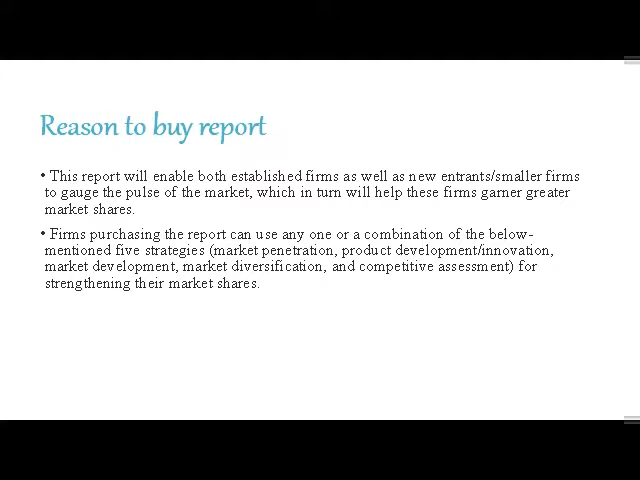 Reason to buy report
• This report will enable both established firms as well as new entrants/smaller firms
to gauge the pulse of the market, which in turn will help these firms garner greater
market shares.
• Firms purchasing the report can use any one or a combination of the below-
mentioned five strategies (market penetration, product development/innovation,
market development, market diversification, and competitive assessment) for
strengthening their market shares.